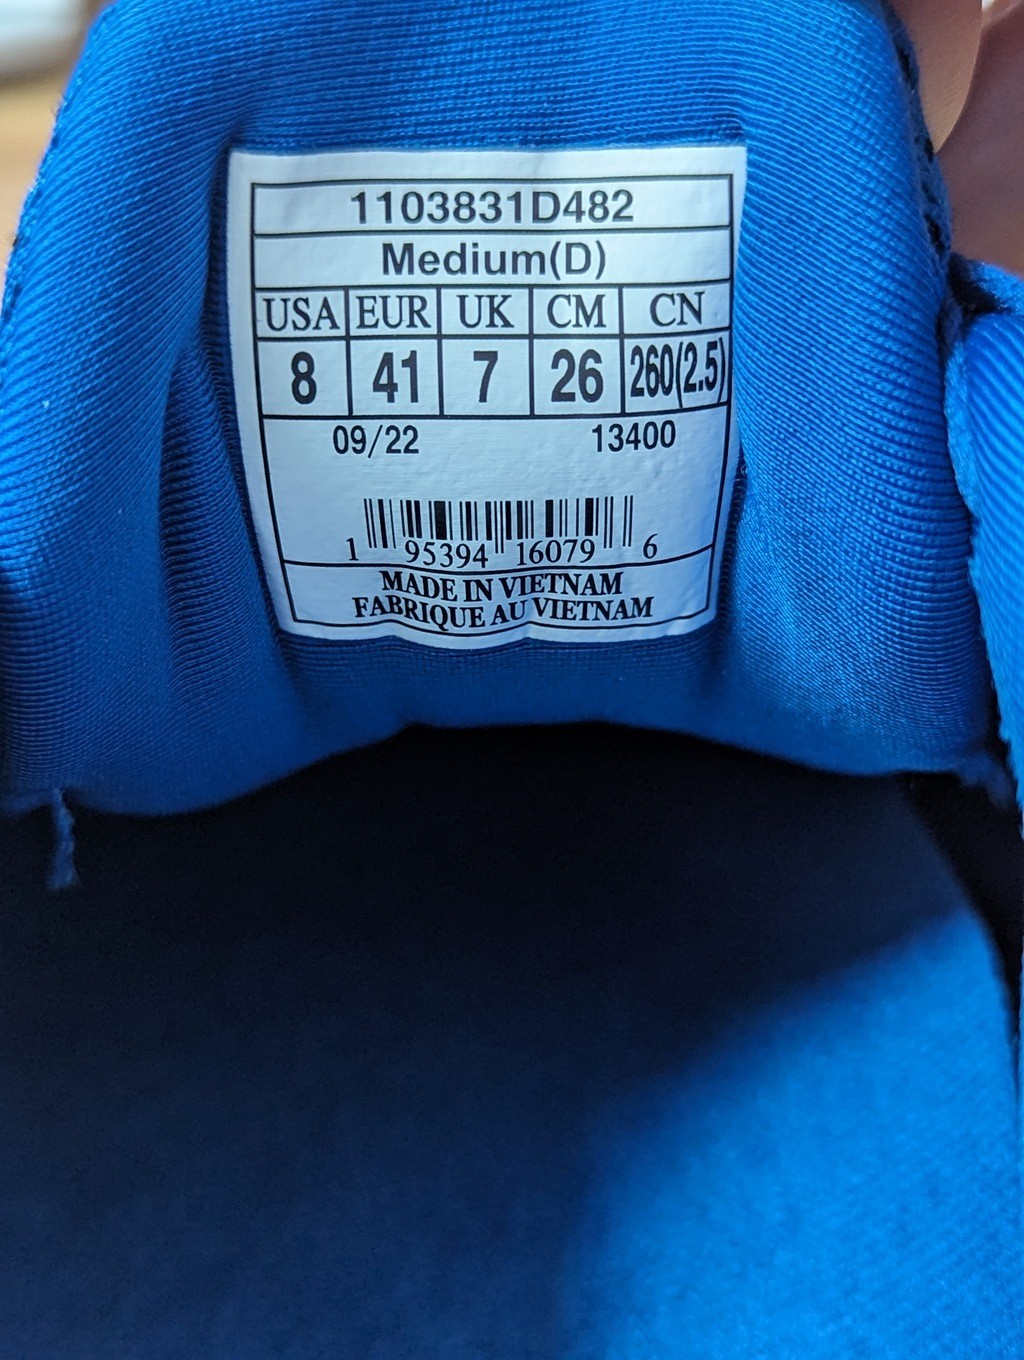 1103831D482
Medium(D)
USA EUR UK CM CN
8 41 7 26 260(2.5)
09/22 13400
1 95394 16079 6
MADE IN VIETNAM
FABRIQUE AU VIETNAM